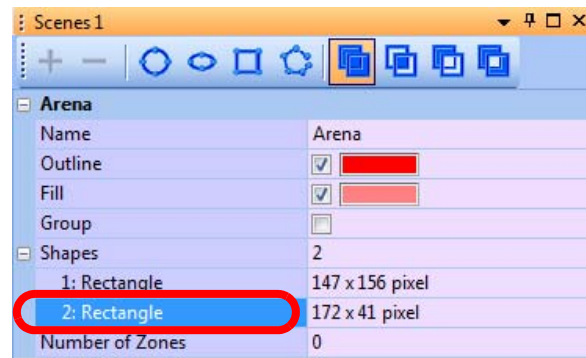 Scenes 1
Arena
Name Arena
Outline
Fill
Group
Shapes 2
1: Rectangle 147 x 156 pixel
2: Rectangle 172 x 41 pixel
Number of Zones 0